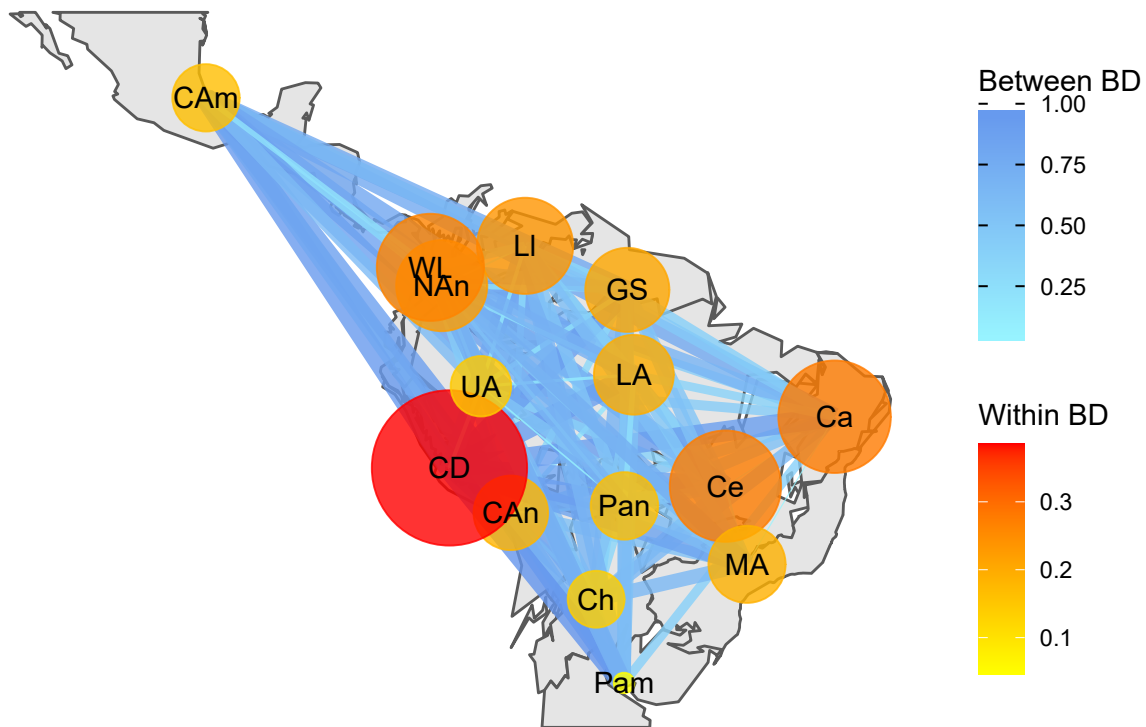 CAm
WL
NAn
LI
GS
UA
LA
Ca
CD
CAn
Pan
Ce
MA
Ch
Pam
Between BD
1.00
0.75
0.50
0.25
Within BD
0.3
0.2
0.1